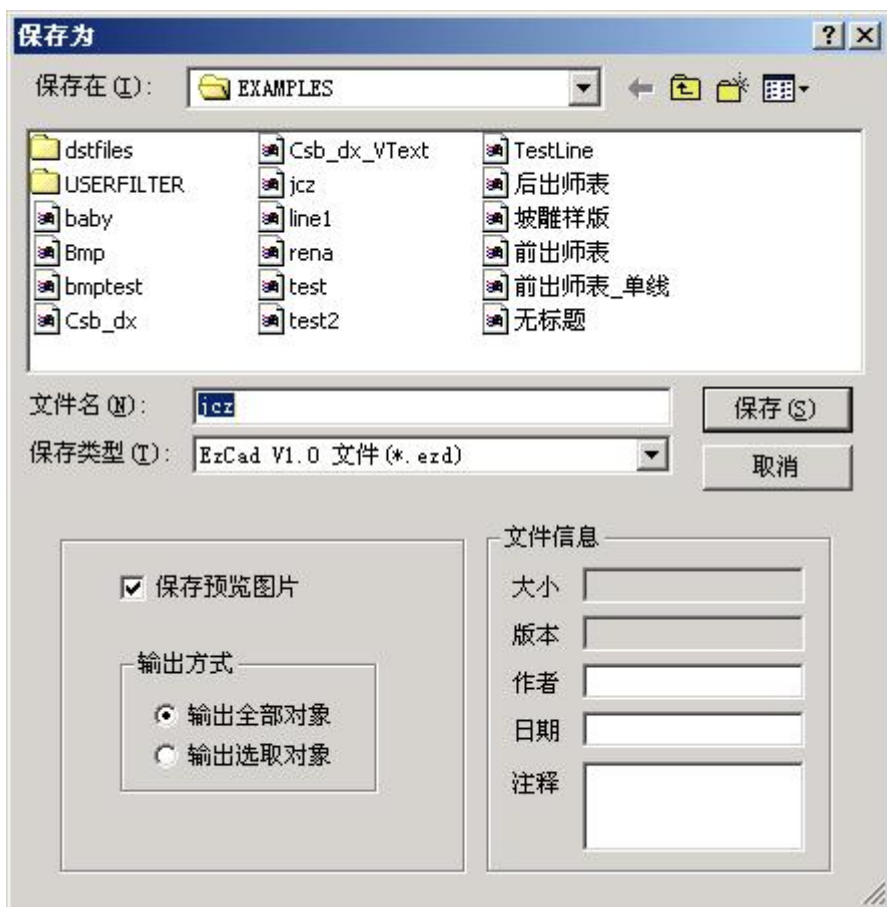 保存为
保存在(I): EXAMPLES
dstfiles Csb_dx_VText TestLine
USERFILTER jcz 后出师表
baby line1 坡雕样版
Bmp rena 前出师表
bmptest test 前出师表_单线
Csb_dx test2 无标题
文件名(N): jcz 保存(S)
保存类型(T): EzCad V1.0 文件(*.ezd) 取消
文件信息
保存预览图片 大小
版本
输出方式 作者
输出全部对象 日期
输出选取对象 注释